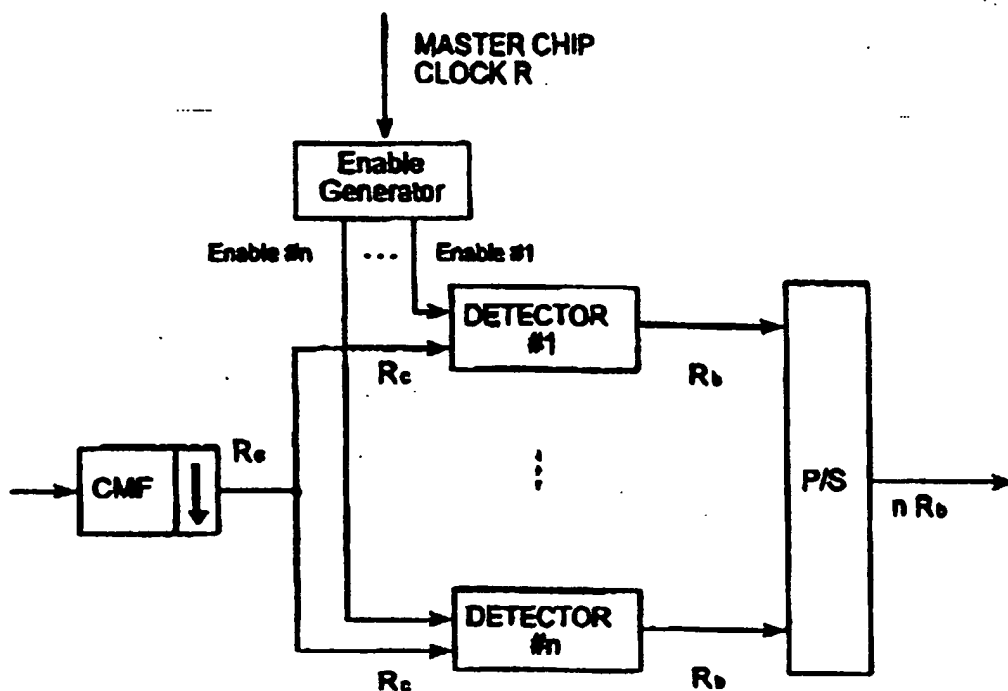 MASTER CHIP
CLOCK R
Enable
Generator
Enable #n
...
Enable #1
DETECTOR
#1
Rc
Rb
CMF
Rc
P/S
n Rb
DETECTOR
#n
Rc
Rb